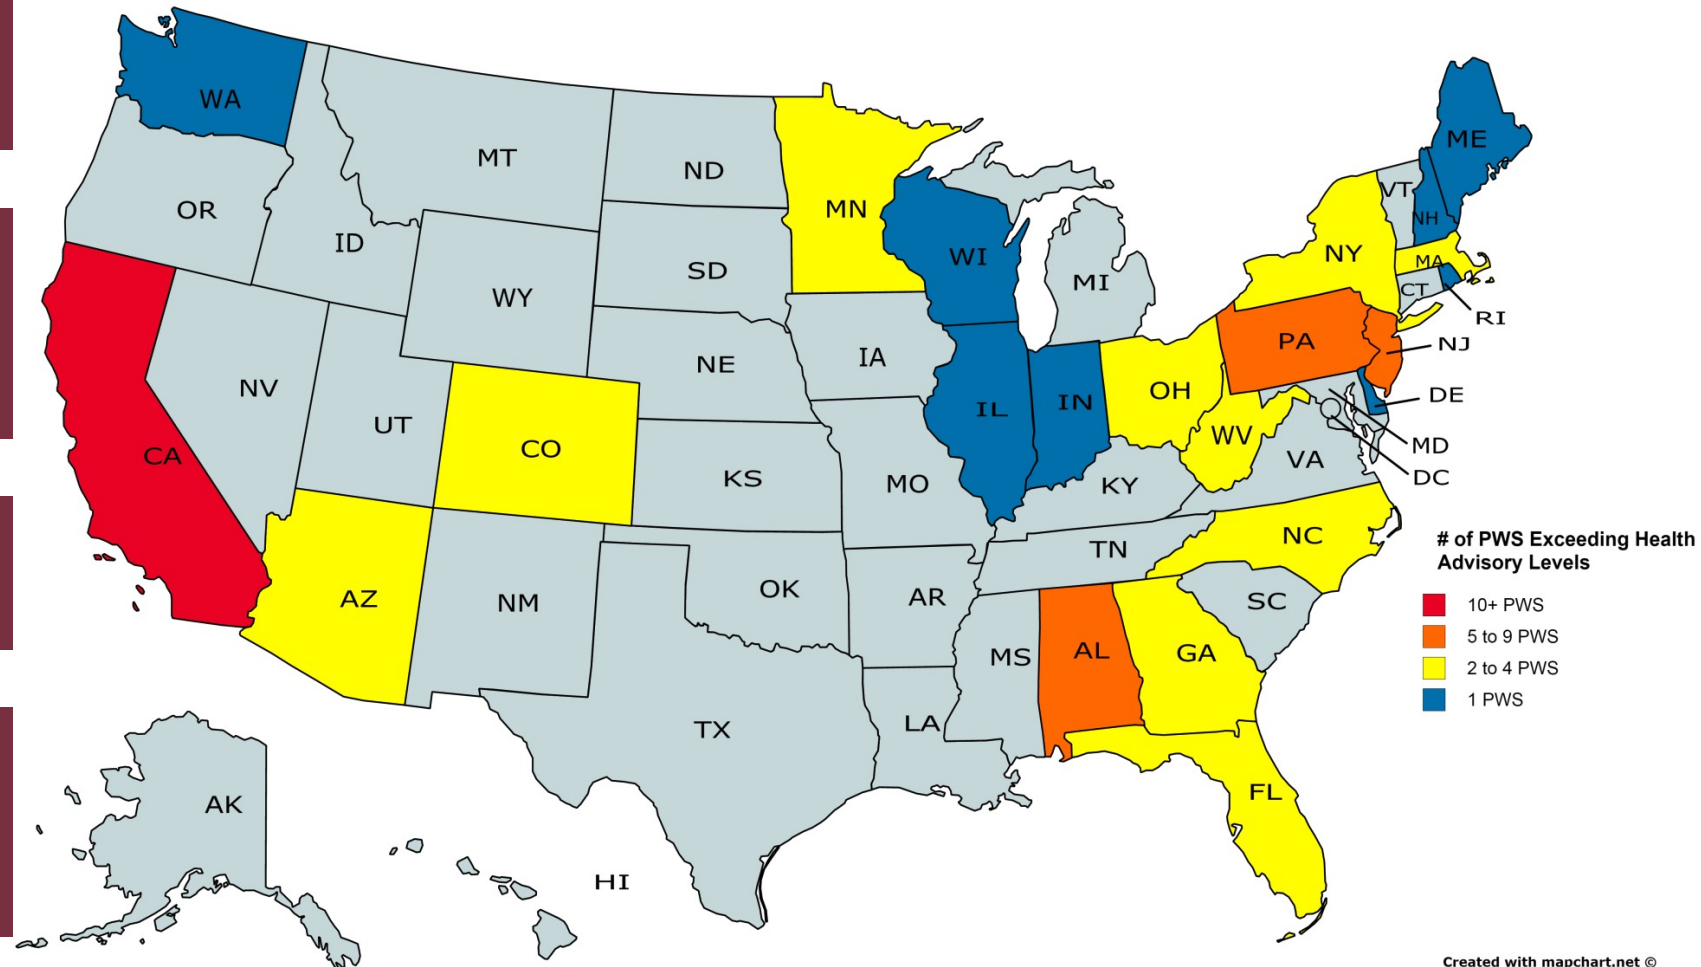 WA
ME
MT
ND
VT
OR
MN
NH
ID
WI
NY
SD
MA
MI
WY
CT
RI
PA
NJ
IA
NE
NV
OH
DE
IL
IN
UT
WV
MD
CO
CA
VA
DC
KS
MO
KY
NC
# of PWS Exceeding Health
Advisory Levels
TN
OK
AZ
AR
SC
NM
10+ PWS
5 to 9 PWS
MS
AL
GA
2 to 4 PWS
1 PWS
LA
TX
FL
AK
HI
Created with mapchart.net ©